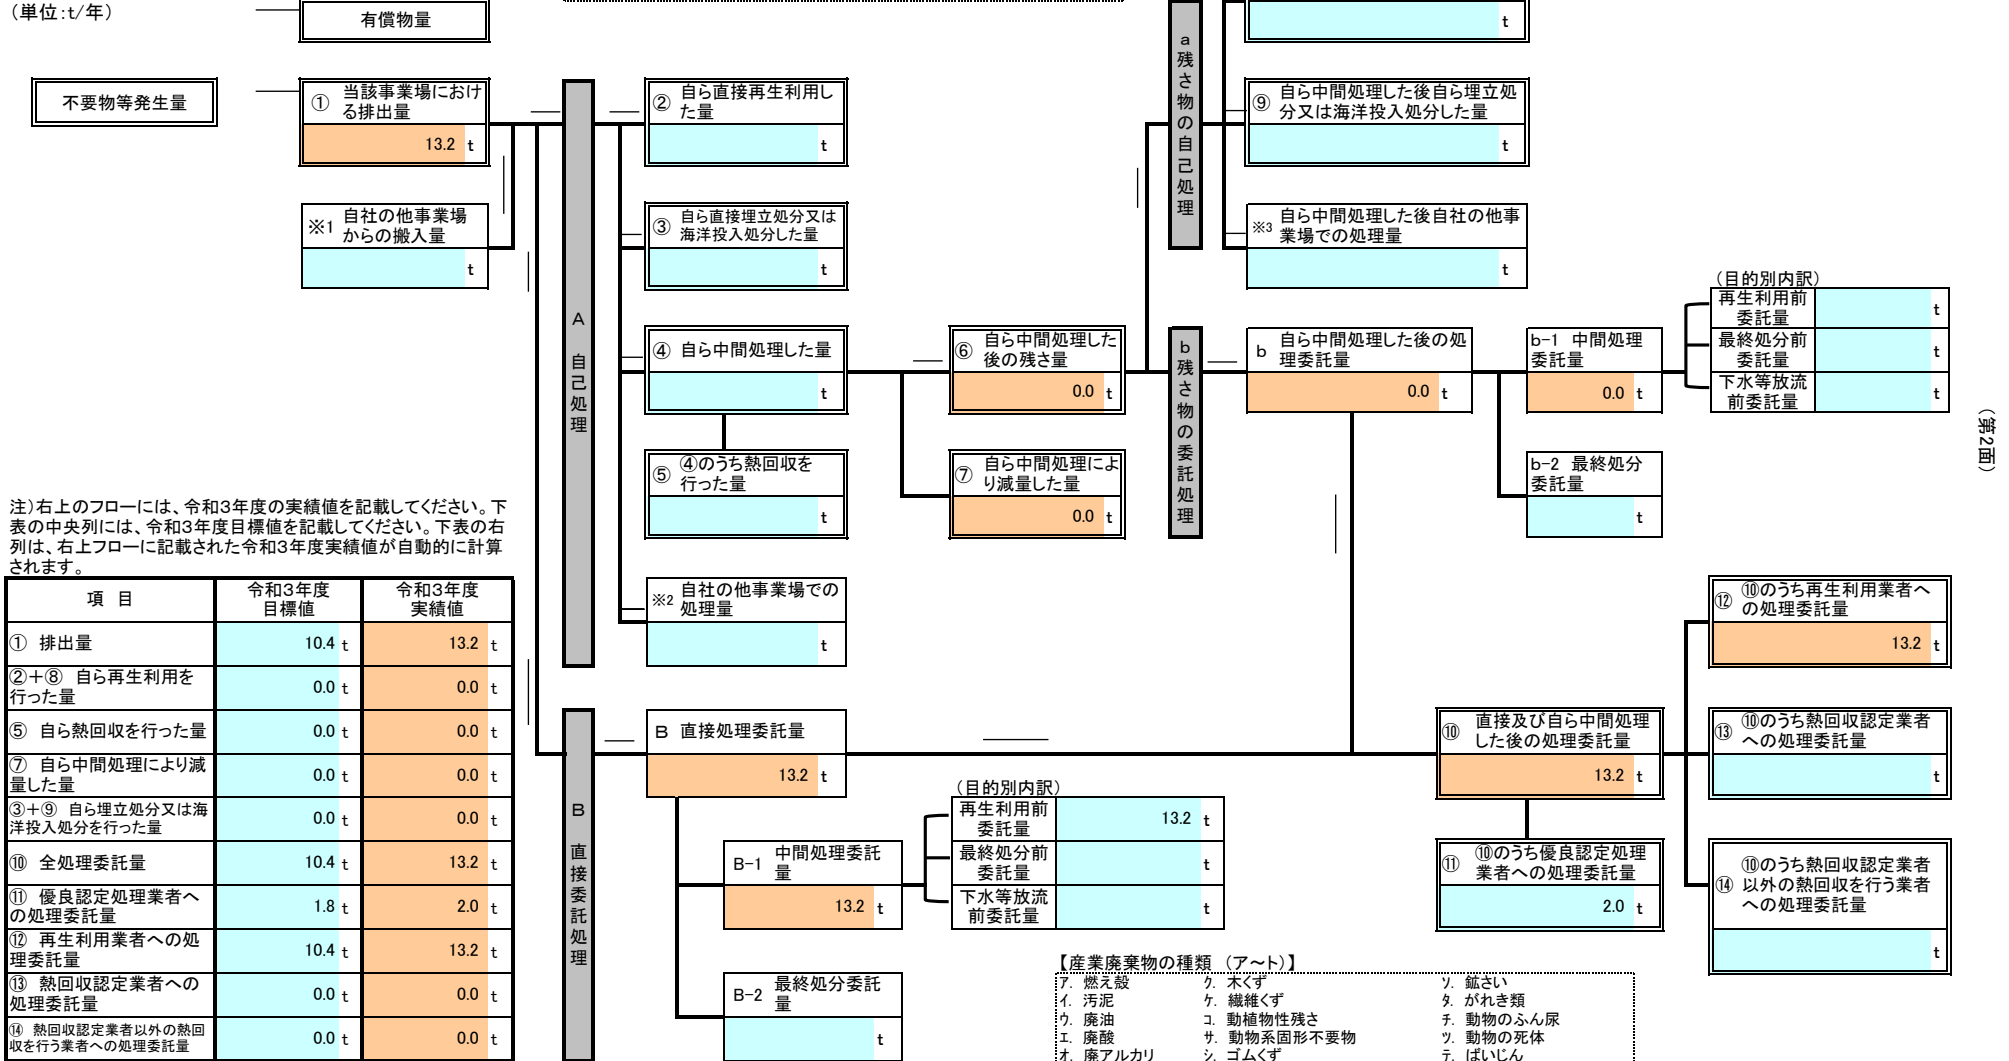 （単位：t/年）
有償物量
t
不要物等発生量
① 当該事業場におけ
る排出量
13.2 t
※1 自社の他事業場
からの搬入量
t
A 自己処理
② 自ら直接再生利用し
た量
t
③ 自ら直接埋立処分又は
海洋投入処分した量
t
④ 自ら中間処理した量
t
⑤ ④のうち熱回収を
行った量
t
※2 自社の他事業場での
処理量
t
⑥ 自ら中間処理した
後の残さ量
0.0 t
⑦ 自ら中間処理によ
り減量した量
0.0 t
a 残さ物の自己処理
⑨ 自ら中間処理した後自ら埋立処
分又は海洋投入処分した量
t
※3 自ら中間処理した後自社の他事
業場での処理量
t
b 残さ物の委託処理
b 自ら中間処理した後の処
理委託量
0.0 t
b-1 中間処理
委託量
0.0 t
（目的別内訳）
再生利用前
委託量 t
最終処分前
委託量 t
下水等放流
前委託量 t
b-2 最終処分
委託量
t
（第2面）
注）右上のフローには、令和3年度の実績値を記載してください。下
表の中央列には、令和3年度目標値を記載してください。下表の右
列は、右上フローに記載された令和3年度実績値が自動的に計算
されます。
項 目 令和3年度 目標値 令和3年度 実績値
① 排出量 10.4 t 13.2 t
②＋⑧ 自ら再生利用を
行った量 0.0 t 0.0 t
⑤ 自ら熱回収を行った量 0.0 t 0.0 t
⑦ 自ら中間処理により減
量した量 0.0 t 0.0 t
③＋⑨ 自ら埋立処分又は海
洋投入処分を行った量 0.0 t 0.0 t
⑩ 全処理委託量 10.4 t 13.2 t
⑪ 優良認定処理業者へ
の処理委託量 1.8 t 2.0 t
⑫ 再生利用業者への処
理委託量 10.4 t 13.2 t
⑬ 熱回収認定業者への
処理委託量 0.0 t 0.0 t
⑭ 熱回収認定業者以外の熱回
収を行う業者への処理委託量 0.0 t 0.0 t
B 直接委託処理
B 直接処理委託量
13.2 t
B-1 中間処理委託
量
13.2 t
（目的別内訳）
再生利用前
委託量 13.2 t
最終処分前
委託量 t
下水等放流
前委託量 t
B-2 最終処分委託
量
t
⑩ 直接及び自ら中間処理
した後の処理委託量
13.2 t
⑪ ⑩のうち優良認定処理
業者への処理委託量
2.0 t
⑫ ⑩のうち再生利用業者へ
の処理委託量
13.2 t
⑬ ⑩のうち熱回収認定業者
への処理委託量
t
⑭ ⑩のうち熱回収認定業者
以外の熱回収を行う業者
への処理委託量
t
【産業廃棄物の種類 （ア～ト）】
ｱ. 燃え殻 ｸ. 木くず ｿ. 鉱さい
ｲ. 汚泥 ｹ. 繊維くず ﾀ. がれき類
ｳ. 廃油 ｺ. 動植物性残さ ﾁ. 動物のふん尿
ｴ. 廃酸 ｻ. 動物系固形不要物 ﾂ. 動物の死体
ｵ. 廃アルカリ ｼ. ゴムくず ﾃ. ばいじん